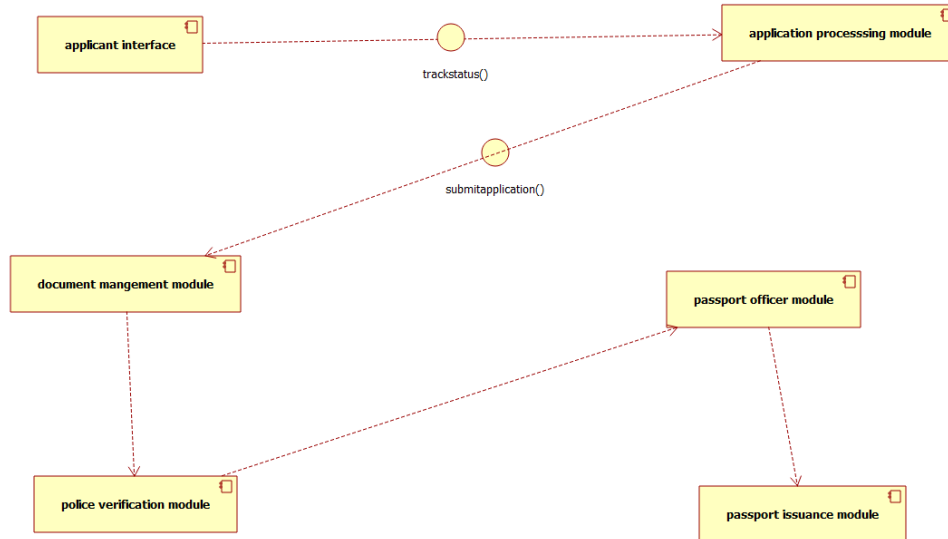 applicant interface
application processsing module
trackstatus()
submitapplication()
document mangement module
passport officer module
police verification module
passport issuance module